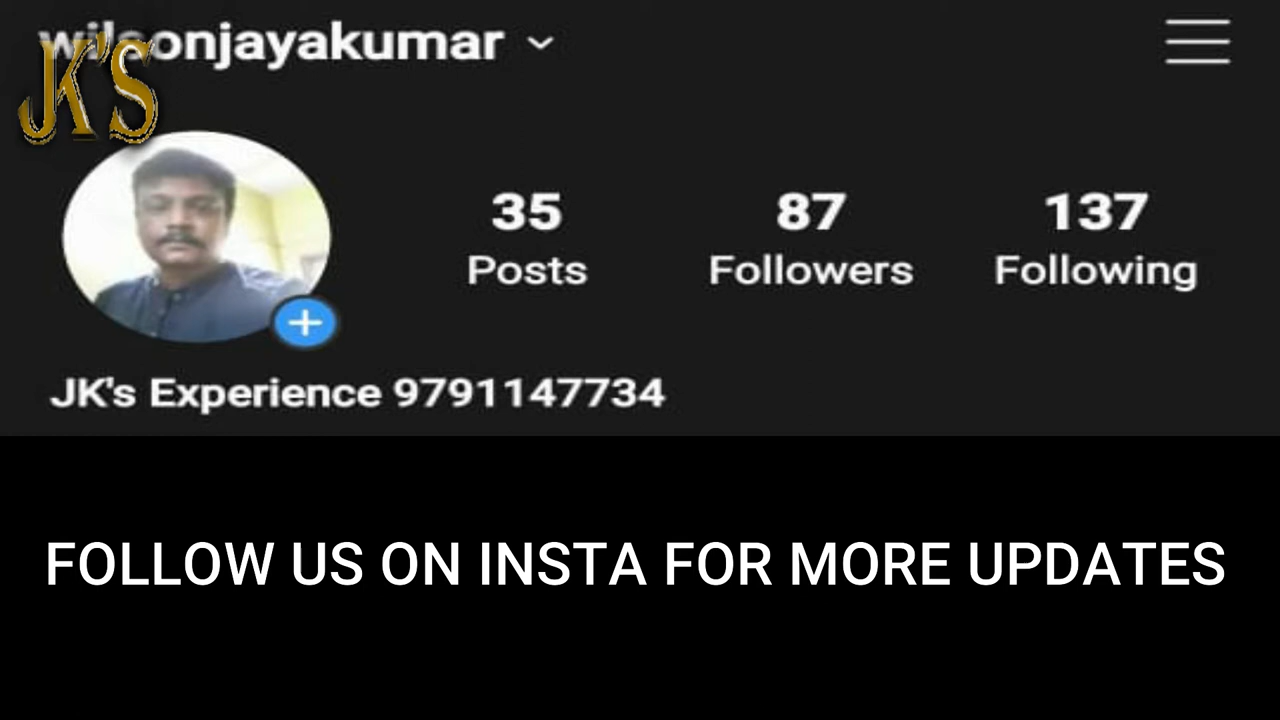 wilsonjayakumar
JK'S
35 87 137
Posts Followers Following
JK's Experience 9791147734
FOLLOW US ON INSTA FOR MORE UPDATES